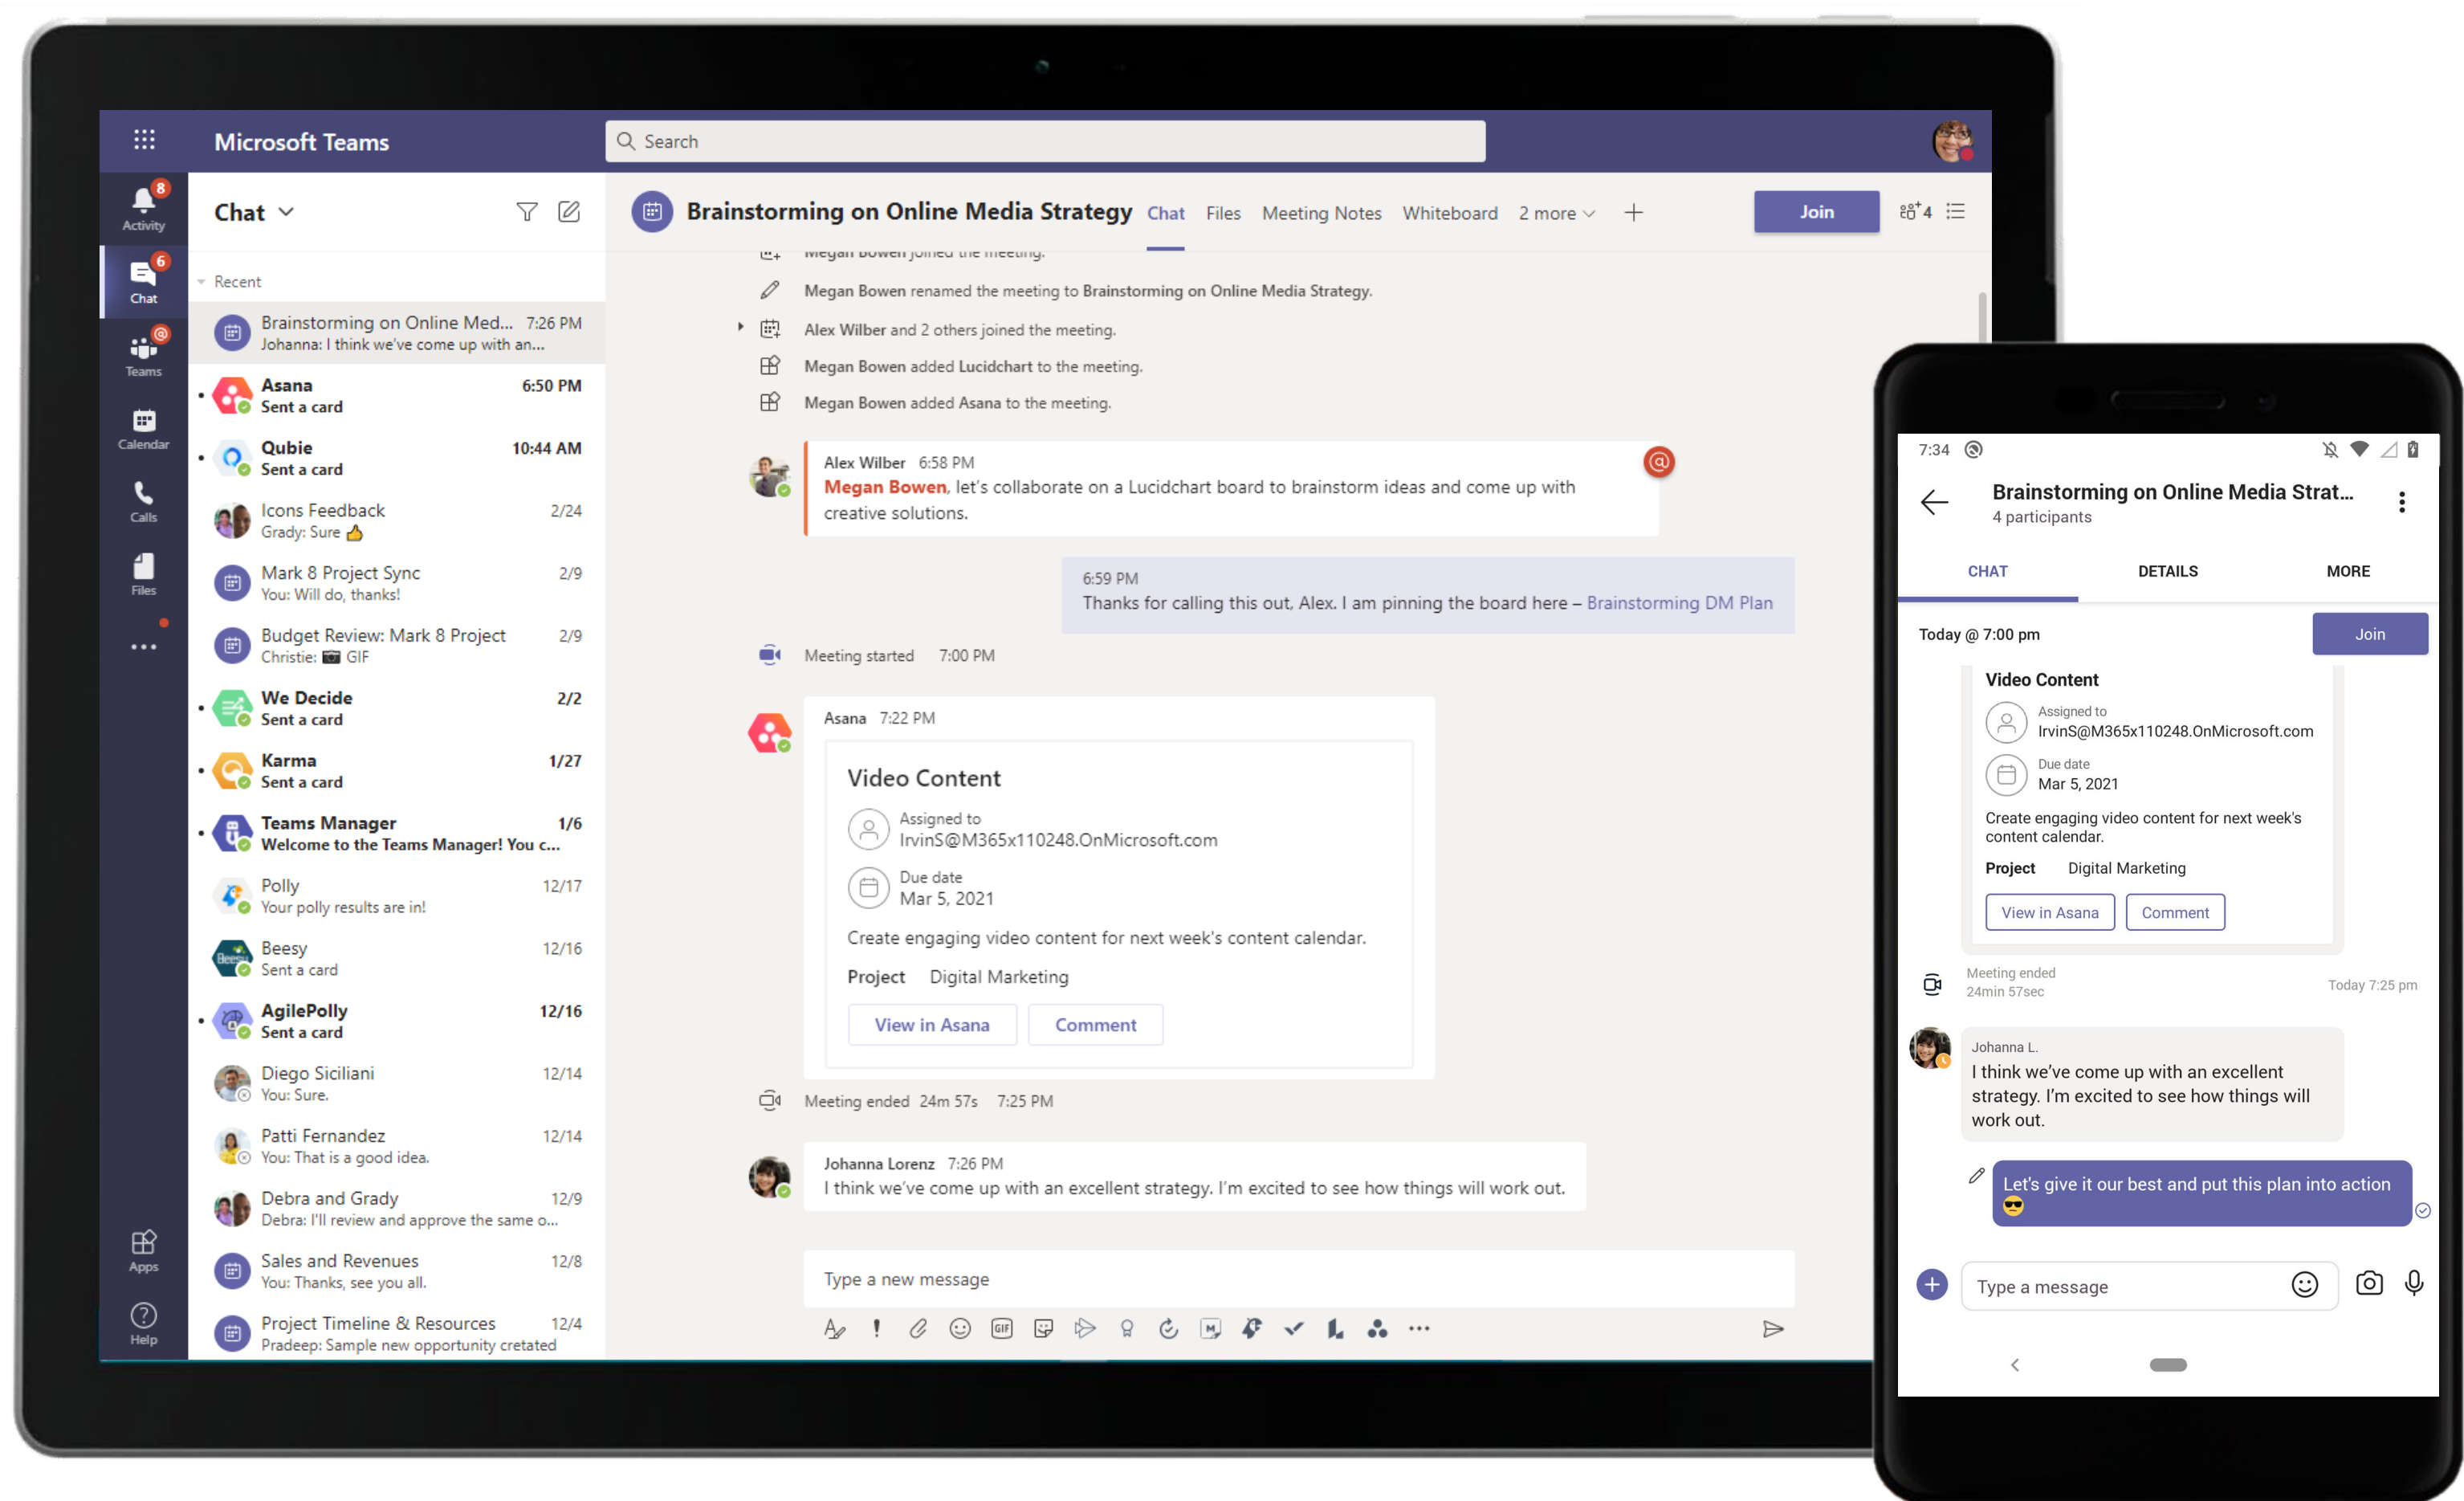 Microsoft Teams
Search
8
Activity
6
Chat
@
Teams
Calendar
Calls
Files
Apps
Help
Chat
Recent
Brainstorming on Online Med... 7:26 PM
Johanna: I think we've come up with an...
Asana 6:50 PM
Sent a card
Qubie 10:44 AM
Sent a card
Icons Feedback 2/24
Grady: Sure 👍
Mark 8 Project Sync 2/9
You: Will do, thanks!
Budget Review: Mark 8 Project 2/9
Christie: 📷 GIF
We Decide 2/2
Sent a card
Karma 1/27
Sent a card
Teams Manager 1/6
Welcome to the Teams Manager! You c...
Polly 12/17
Your polly results are in!
Beesy
Beesy 12/16
Sent a card
AgilePolly 12/16
Sent a card
Diego Siciliani 12/14
You: Sure.
Patti Fernandez 12/14
You: That is a good idea.
Debra and Grady 12/9
Debra: I'll review and approve the same o...
Sales and Revenues 12/8
You: Thanks, see you all.
Project Timeline & Resources 12/4
Pradeep: Sample new opportunity cretated
Brainstorming on Online Media Strategy Chat Files Meeting Notes Whiteboard 2 more
Join
4
Megan Bowen joined the meeting.
Megan Bowen renamed the meeting to Brainstorming on Online Media Strategy.
Alex Wilber and 2 others joined the meeting.
Megan Bowen added Lucidchart to the meeting.
Megan Bowen added Asana to the meeting.
Alex Wilber 6:58 PM
@
Megan Bowen, let's collaborate on a Lucidchart board to brainstorm ideas and come up with
creative solutions.
6:59 PM
Thanks for calling this out, Alex. I am pinning the board here – Brainstorming DM Plan
Meeting started 7:00 PM
Asana 7:22 PM
Video Content
Assigned to
IrvinS@M365x110248.OnMicrosoft.com
Due date
Mar 5, 2021
Create engaging video content for next week's content calendar.
Project Digital Marketing
View in Asana Comment
Meeting ended 24m 57s 7:25 PM
Johanna Lorenz 7:26 PM
I think we've come up with an excellent strategy. I'm excited to see how things will work out.
Type a new message
GIF
M
7:34
Brainstorming on Online Media Strat...
4 participants
CHAT DETAILS MORE
Today @ 7:00 pm
Join
Video Content
Assigned to
IrvinS@M365x110248.OnMicrosoft.com
Due date
Mar 5, 2021
Create engaging video content for next week's
content calendar.
Project Digital Marketing
View in Asana Comment
Meeting ended
24min 57sec
Today 7:25 pm
Johanna L.
I think we've come up with an excellent
strategy. I'm excited to see how things will
work out.
Let's give it our best and put this plan into action
😎
Type a message